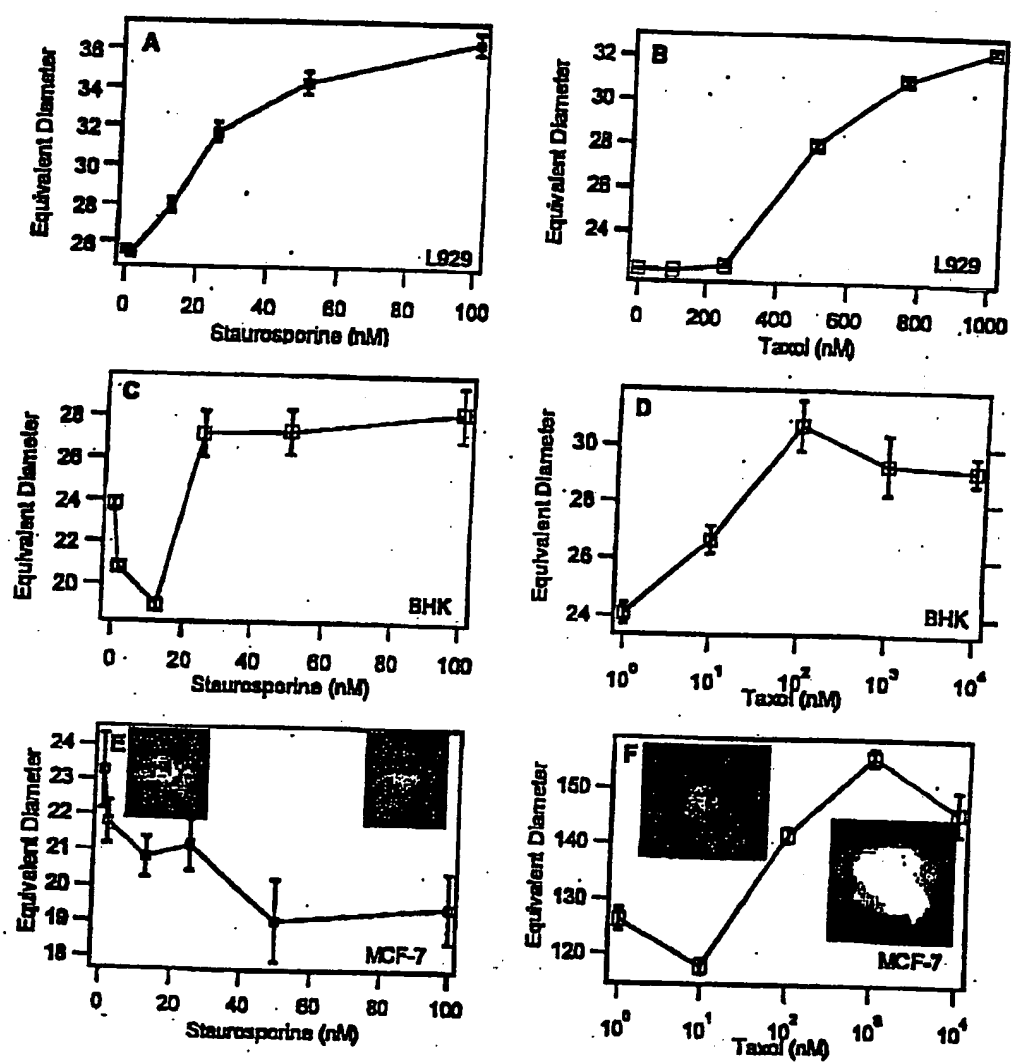 A
Equivalent Diameter
36
34
32
30
28
26
L929
0 20 40 60 80 100
Staurosporine (nM)
B
Equivalent Diameter
32
30
28
26
24
L929
0 200 400 600 800 1000
Taxol (nM)
C
Equivalent Diameter
28
26
24
22
20
BHK
0 20 40 60 80 100
Staurosporine (nM)
D
Equivalent Diameter
30
28
26
24
BHK
10⁰ 10¹ 10² 10³ 10⁴
Taxol (nM)
E
Equivalent Diameter
24
23
22
21
20
19
18
MCF-7
0 20 40 60 80 100
Staurosporine (nM)
F
Equivalent Diameter
150
140
130
120
MCF-7
10⁰ 10¹ 10² 10³ 10⁴
Taxol (nM)